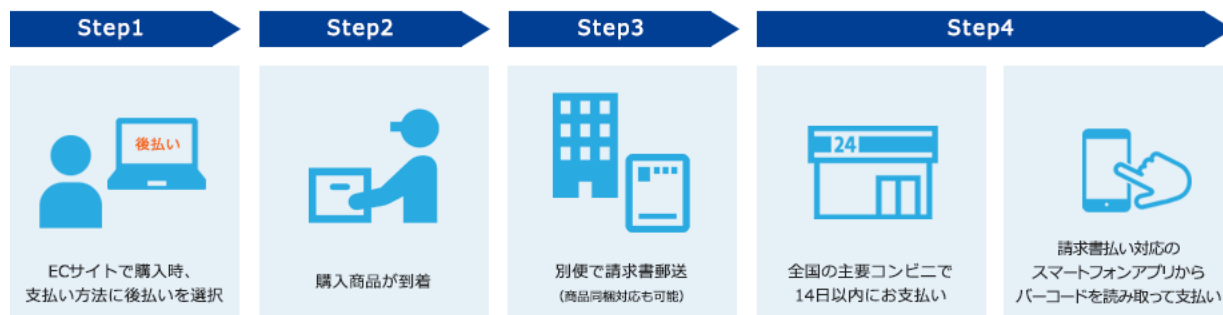 Step1
Step2
Step3
Step4
後払い
ECサイトで購入時、
支払い方法に後払いを選択
購入商品が到着
別便で請求書郵送
(商品同梱対応も可能)
24
全国の主要コンビニで
14日以内にお支払い
請求書払い対応の
スマートフォンアプリから
バーコードを読み取って支払い